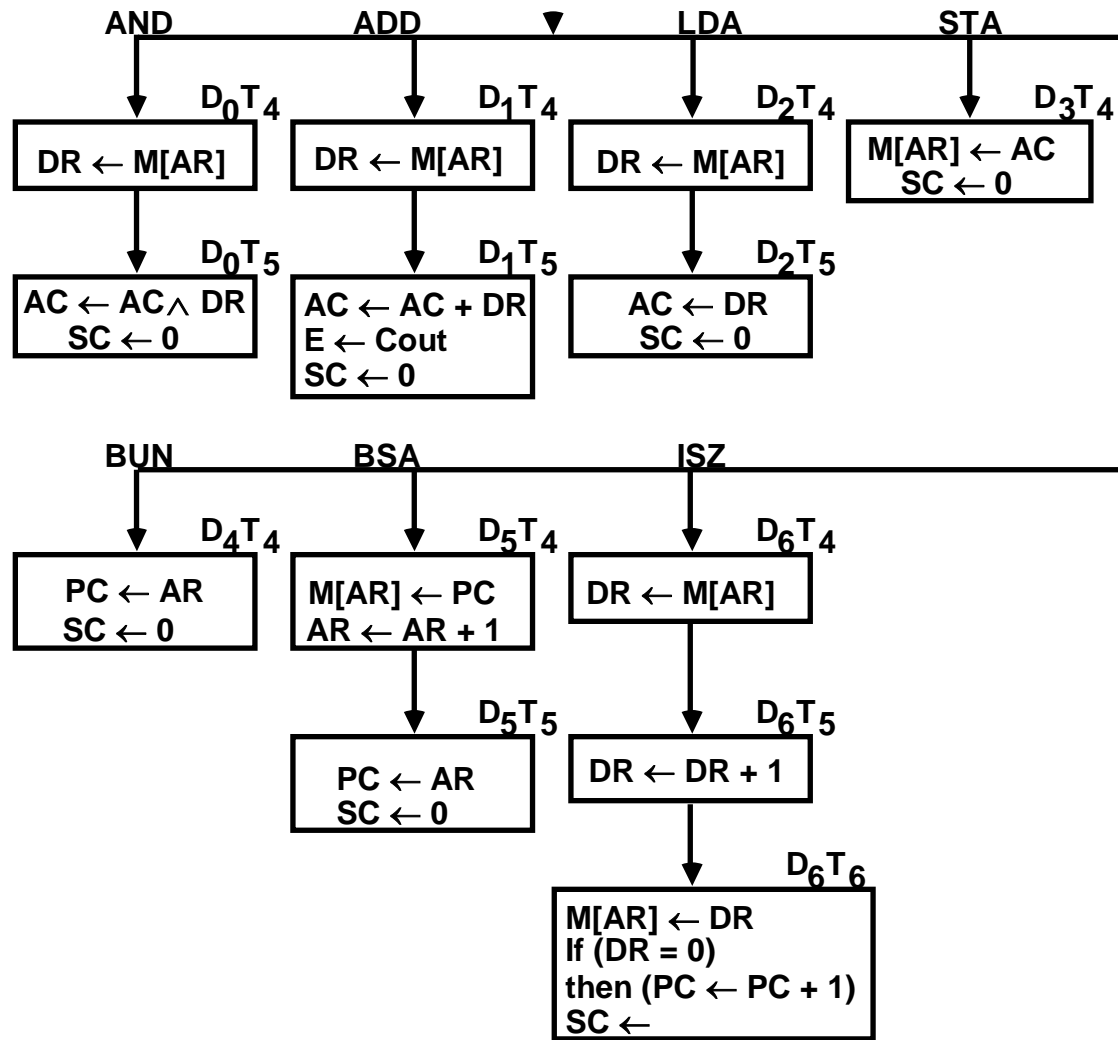 AND ADD LDA STA
D0T4 D1T4 D2T4 D3T4
DR ← M[AR]
DR ← M[AR]
DR ← M[AR]
M[AR] ← AC
SC ← 0
D0T5 D1T5 D2T5
AC ← AC ∧ DR
SC ← 0
AC ← AC + DR
E ← Cout
SC ← 0
AC ← DR
SC ← 0
BUN BSA ISZ
D4T4 D5T4 D6T4
PC ← AR
SC ← 0
M[AR] ← PC
AR ← AR + 1
DR ← M[AR]
D5T5 D6T5
PC ← AR
SC ← 0
DR ← DR + 1
D6T6
M[AR] ← DR
If (DR = 0)
then (PC ← PC + 1)
SC ←